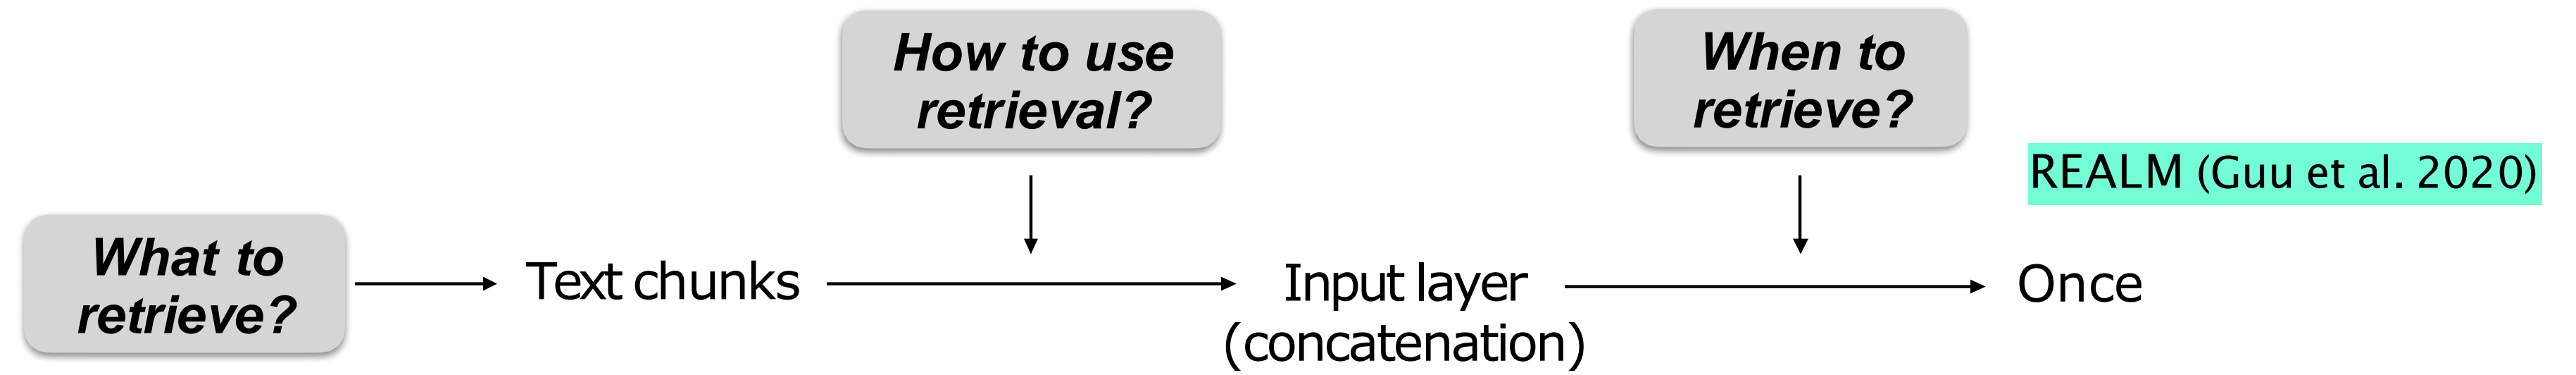 How to use
retrieval?
When to
retrieve?
REALM (Guu et al. 2020)
What to
retrieve?
Text chunks
Input layer
(concatenation)
Once